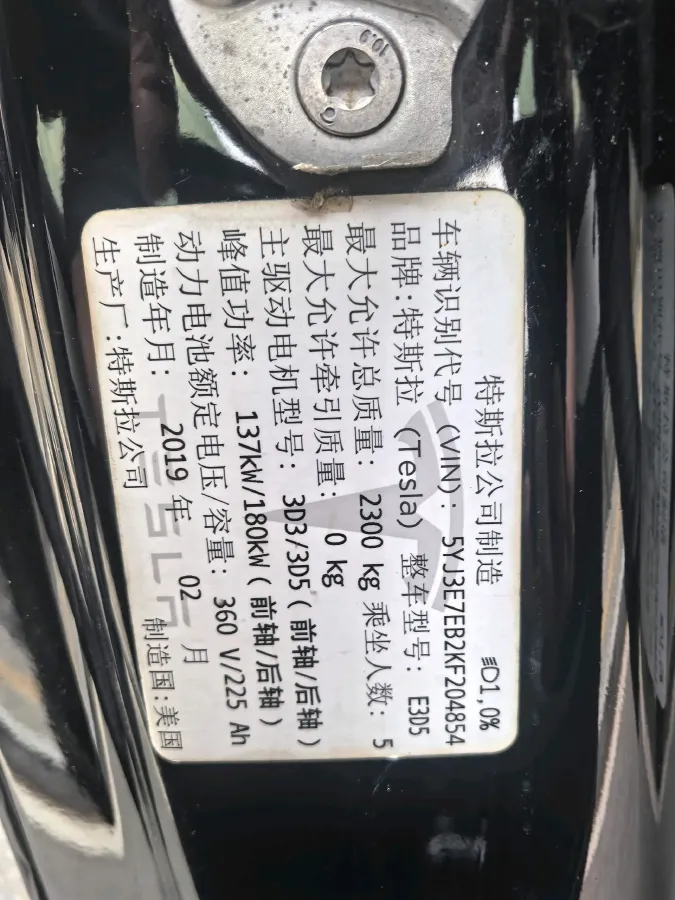 10.9
特斯拉公司制造 D1,0%
车辆识别代号（VIN）：5YJ3E7EB2KF204854
品牌：特斯拉（Tesla） 整车型号：E3D5
最大允许总质量：2300 kg 乘坐人数：5
最大允许牵引质量：0 kg
主驱动电机型号：3D3/3D5（前轴/后轴）
峰值功率：137kW/180kW（前轴/后轴）
动力电池额定电压/容量：360 V/225 Ah
制造年月：2019 年 02 月
生产厂：特斯拉公司 制造国：美国
TESLA